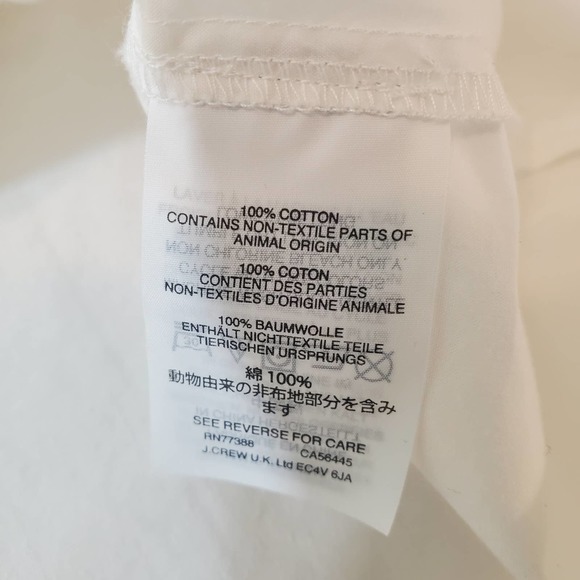 100% COTTON
CONTAINS NON-TEXTILE PARTS OF
ANIMAL ORIGIN
100% COTON
CONTIENT DES PARTIES
NON-TEXTILES D'ORIGINE ANIMALE
100% BAUMWOLLE
ENTHÄLT NICHTTEXTILE TEILE
TIERISCHEN URSPRUNGS
綿 100%
動物由来の非布地部分を含み
ます
SEE REVERSE FOR CARE
RN77388 CA56445
J.CREW U.K. Ltd EC4V 6JA